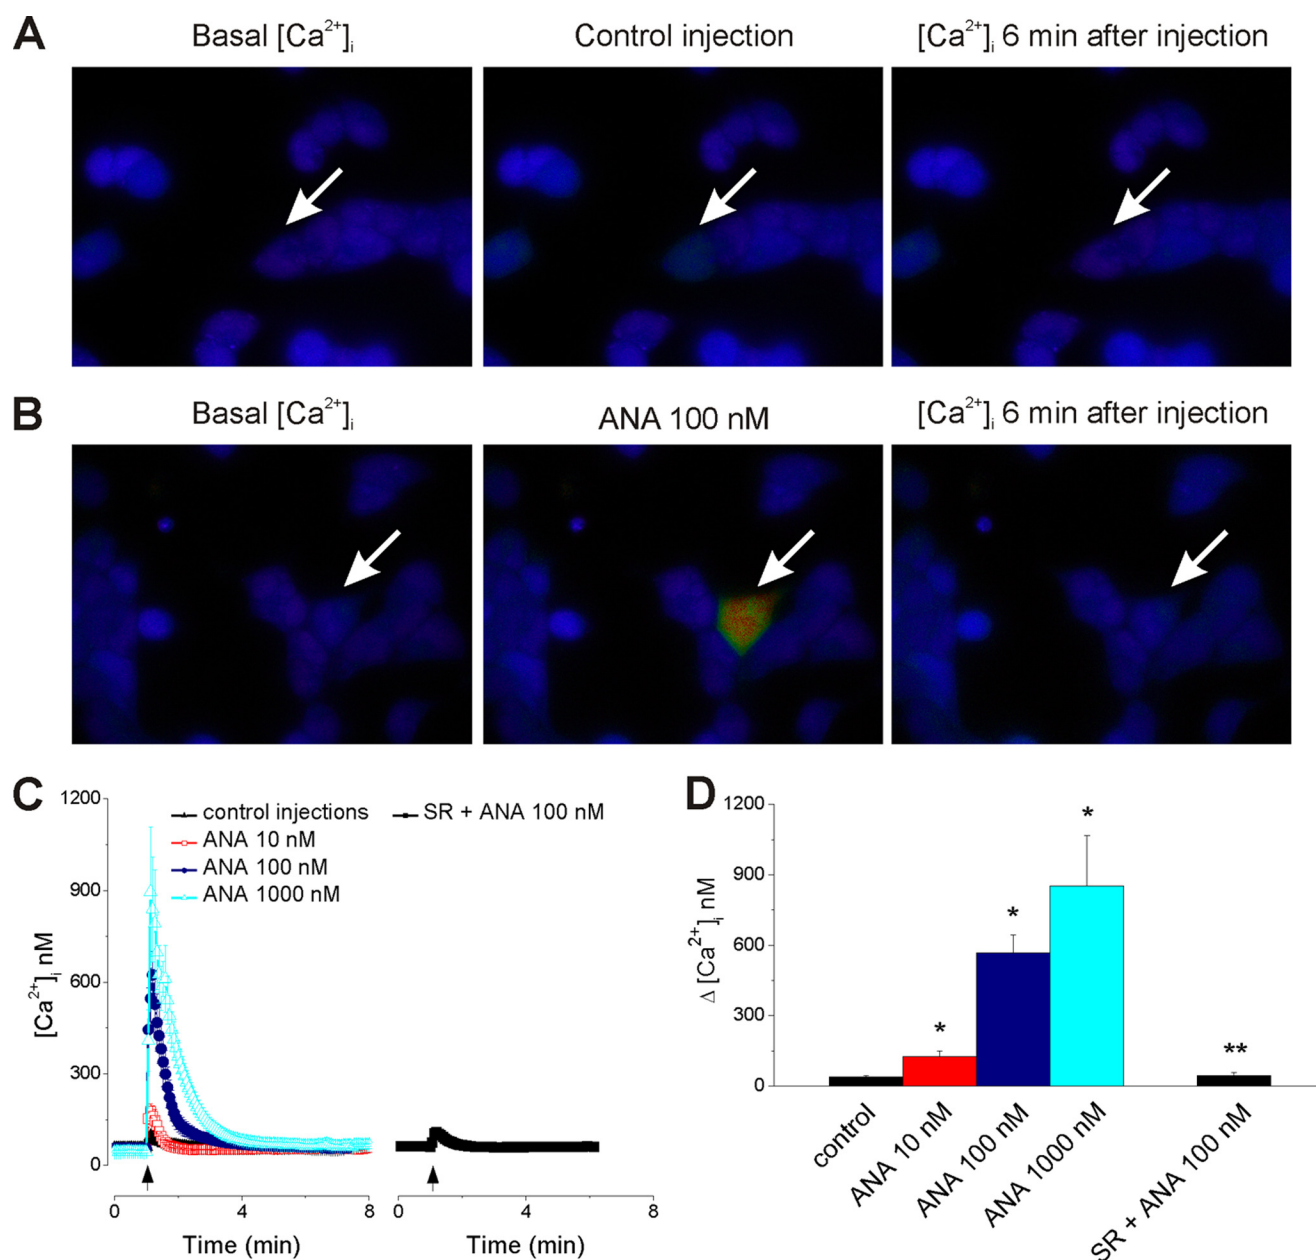 A
Basal [Ca²⁺]ᵢ
Control injection
[Ca²⁺]ᵢ 6 min after injection
B
Basal [Ca²⁺]ᵢ
ANA 100 nM
[Ca²⁺]ᵢ 6 min after injection
C
1200
900
600
300
0
[Ca²⁺]ᵢ nM
control injections
ANA 10 nM
ANA 100 nM
ANA 1000 nM
SR + ANA 100 nM
0
4
8
Time (min)
0
4
8
Time (min)
D
1200
900
600
300
0
Δ [Ca²⁺]ᵢ nM
*
*
*
**
control
ANA 10 nM
ANA 100 nM
ANA 1000 nM
SR + ANA 100 nM